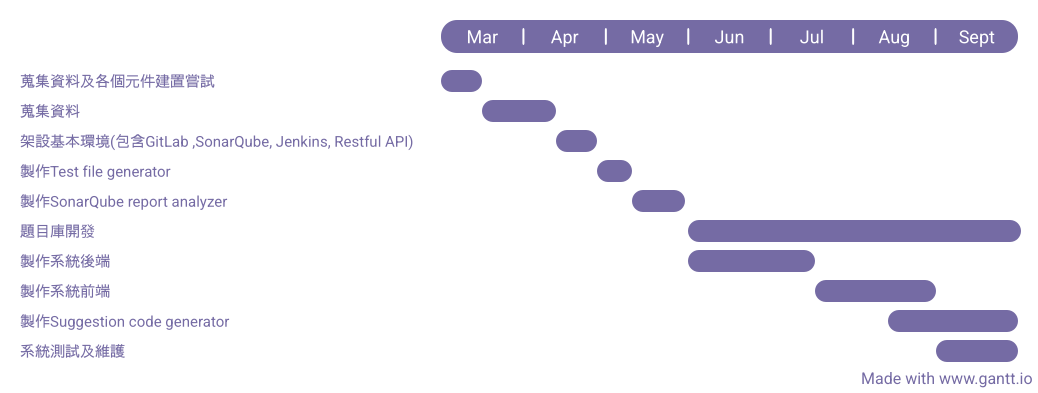 Mar | Apr | May | Jun | Jul | Aug | Sept
蒐集資料及各個元件建置嘗試
蒐集資料
架設基本環境(包含GitLab ,SonarQube, Jenkins, Restful API)
製作Test file generator
製作SonarQube report analyzer
題目庫開發
製作系統後端
製作系統前端
製作Suggestion code generator
系統測試及維護
Made with www.gantt.io